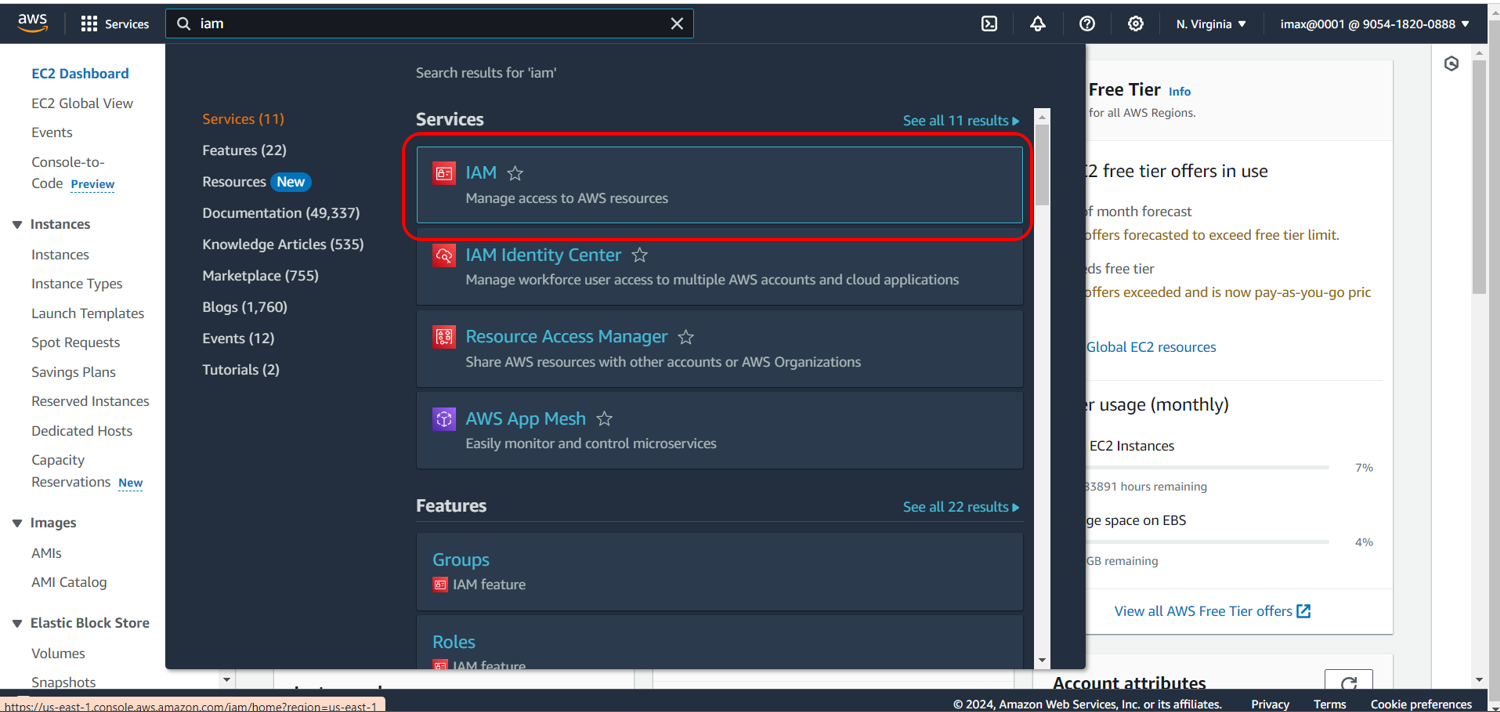 aws
Services
iam
N. Virginia
imax@0001 @ 9054-1820-0888
EC2 Dashboard
EC2 Global View
Events
Console-to-
Code Preview
Instances
Instances
Instance Types
Launch Templates
Spot Requests
Savings Plans
Reserved Instances
Dedicated Hosts
Capacity
Reservations New
Images
AMIs
AMI Catalog
Elastic Block Store
Volumes
Snapshots
Search results for 'iam'
Services (11)
Features (22)
Resources New
Documentation (49,337)
Knowledge Articles (535)
Marketplace (755)
Blogs (1,760)
Events (12)
Tutorials (2)
Services
See all 11 results
IAM
Manage access to AWS resources
IAM Identity Center
Manage workforce user access to multiple AWS accounts and cloud applications
Resource Access Manager
Share AWS resources with other accounts or AWS Organizations
AWS App Mesh
Easily monitor and control microservices
Features
See all 22 results
Groups
IAM feature
Roles
IAM feature
Free Tier Info
for all AWS Regions.
free tier offers in use
of month forecast
offers forecasted to exceed free tier limit.
free tier
offers exceeded and is now pay-as-you-go pric
Global EC2 resources
usage (monthly)
EC2 Instances
7%
33891 hours remaining
space on EBS
4%
GB remaining
View all AWS Free Tier offers
Account attributes
https://us-east-1.console.aws.amazon.com/iam/home?region=us-east-1
© 2024, Amazon Web Services, Inc. or its affiliates.
Privacy
Terms
Cookie preferences